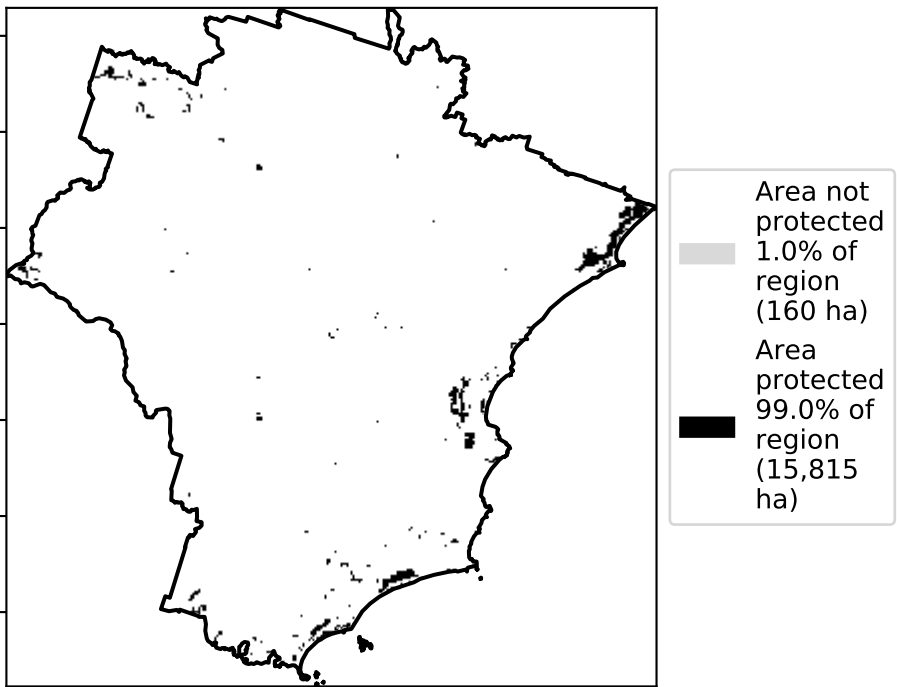 Area not
protected
1.0% of
region
(160 ha)
Area
protected
99.0% of
region
(15,815
ha)